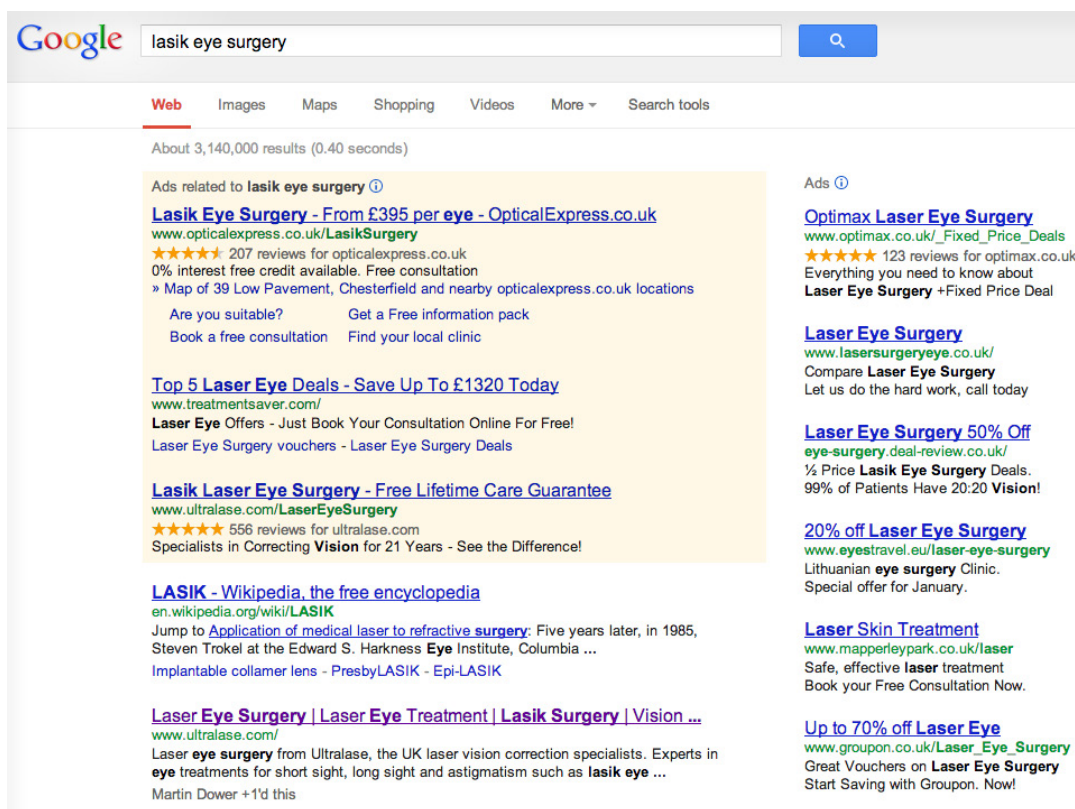 Google
lasik eye surgery
Web Images Maps Shopping Videos More Search tools
About 3,140,000 results (0.40 seconds)
Ads related to lasik eye surgery
Lasik Eye Surgery - From £395 per eye - OpticalExpress.co.uk
www.opticalexpress.co.uk/LasikSurgery
207 reviews for opticalexpress.co.uk
0% interest free credit available. Free consultation
» Map of 39 Low Pavement, Chesterfield and nearby opticalexpress.co.uk locations
Are you suitable? Get a Free information pack
Book a free consultation Find your local clinic
Top 5 Laser Eye Deals - Save Up To £1320 Today
www.treatmentsaver.com/
Laser Eye Offers - Just Book Your Consultation Online For Free!
Laser Eye Surgery vouchers - Laser Eye Surgery Deals
Lasik Laser Eye Surgery - Free Lifetime Care Guarantee
www.ultralase.com/LaserEyeSurgery
556 reviews for ultralase.com
Specialists in Correcting Vision for 21 Years - See the Difference!
LASIK - Wikipedia, the free encyclopedia
en.wikipedia.org/wiki/LASIK
Jump to Application of medical laser to refractive surgery: Five years later, in 1985,
Steven Trokel at the Edward S. Harkness Eye Institute, Columbia ...
Implantable collamer lens - PresbyLASIK - Epi-LASIK
Laser Eye Surgery | Laser Eye Treatment | Lasik Surgery | Vision ...
www.ultralase.com/
Laser eye surgery from Ultralase, the UK laser vision correction specialists. Experts in
eye treatments for short sight, long sight and astigmatism such as lasik eye ...
Martin Dower +1'd this
Ads
Optimax Laser Eye Surgery
www.optimax.co.uk/_Fixed_Price_Deals
123 reviews for optimax.co.uk
Everything you need to know about
Laser Eye Surgery +Fixed Price Deal
Laser Eye Surgery
www.lasersurgeryeye.co.uk/
Compare Laser Eye Surgery
Let us do the hard work, call today
Laser Eye Surgery 50% Off
eye-surgery.deal-review.co.uk/
½ Price Lasik Eye Surgery Deals.
99% of Patients Have 20:20 Vision!
20% off Laser Eye Surgery
www.eyestravel.eu/laser-eye-surgery
Lithuanian eye surgery Clinic.
Special offer for January.
Laser Skin Treatment
www.mapperleypark.co.uk/laser
Safe, effective laser treatment
Book your Free Consultation Now.
Up to 70% off Laser Eye
www.groupon.co.uk/Laser_Eye_Surgery
Great Vouchers on Laser Eye Surgery
Start Saving with Groupon. Now!